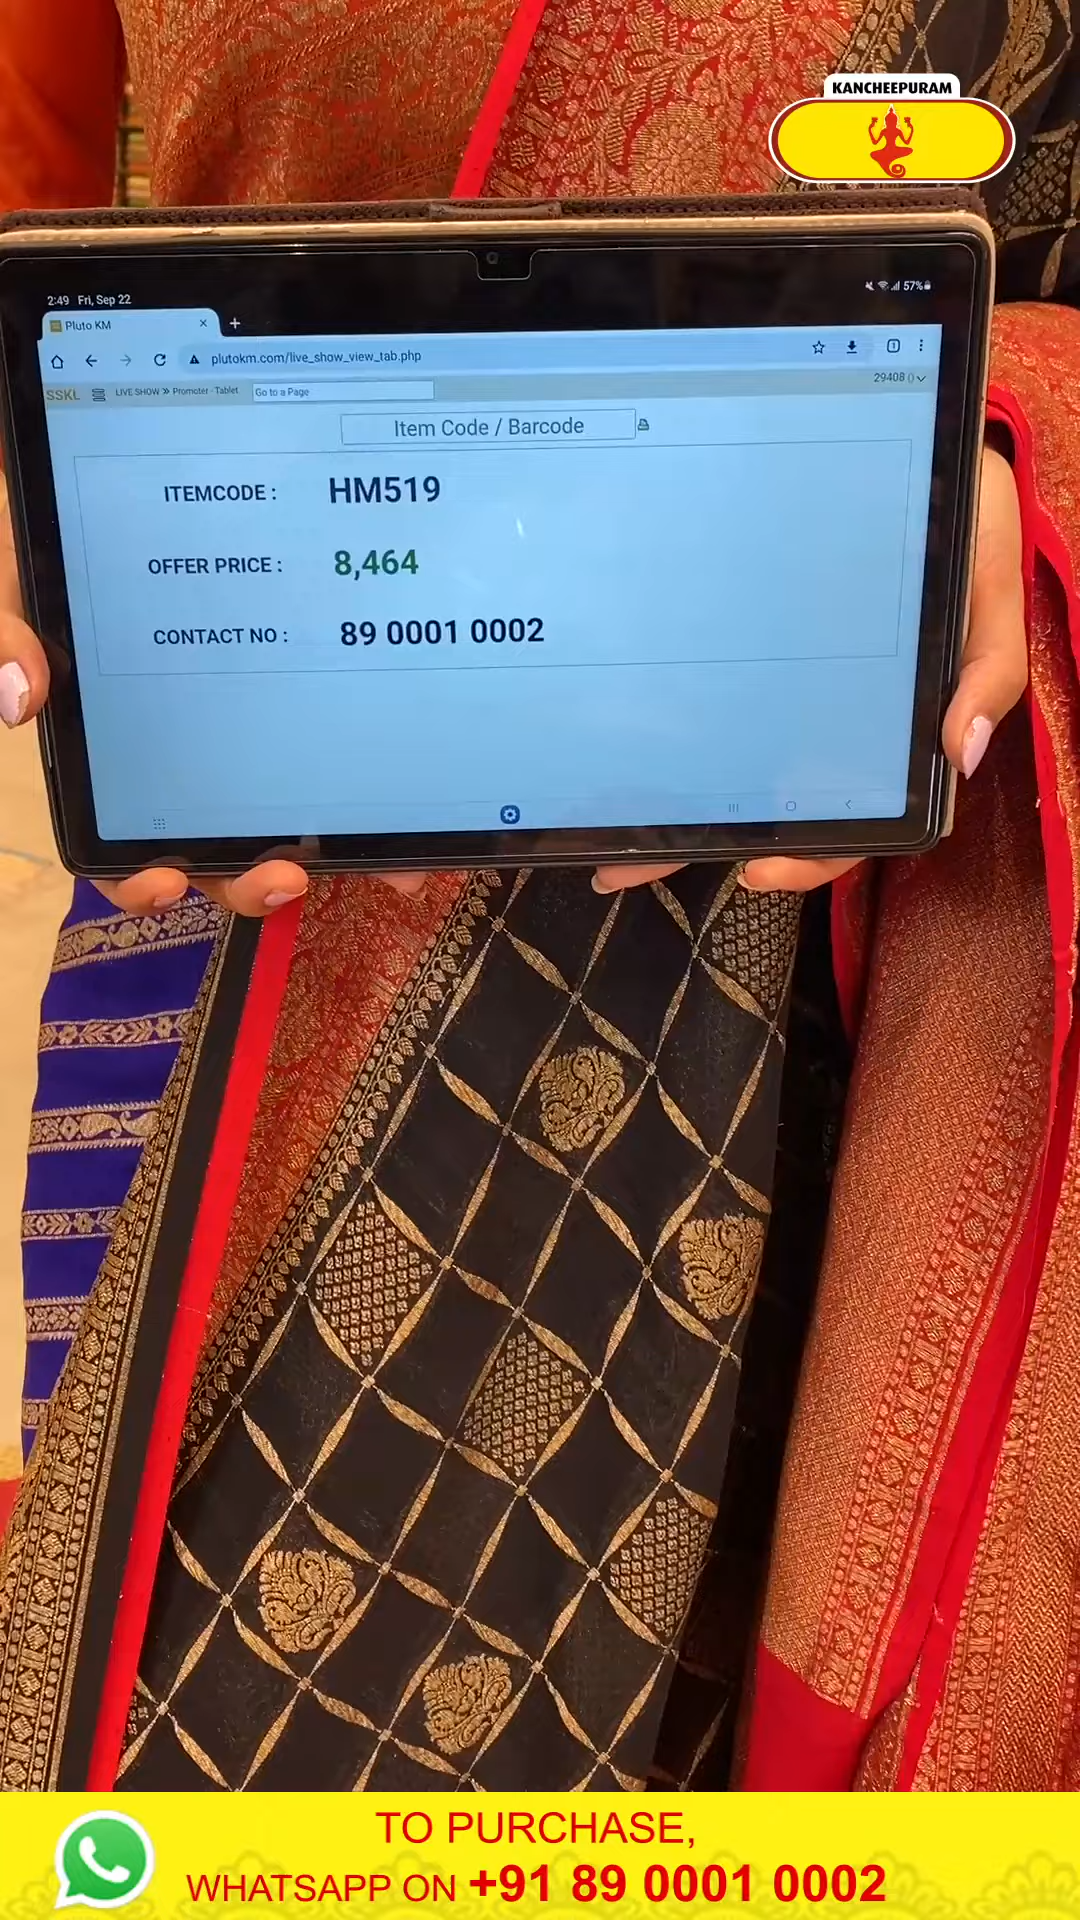 KANCHEEPURAM
2:49 Fri, Sep 22
57%
Pluto KM
plutokm.com/live_show_view_tab.php
29408 ()
SSKL LIVE SHOW » Promoter - Tablet Go to a Page
Item Code / Barcode
ITEMCODE : HM519
OFFER PRICE : 8,464
CONTACT NO : 89 0001 0002
TO PURCHASE,
WHATSAPP ON +91 89 0001 0002